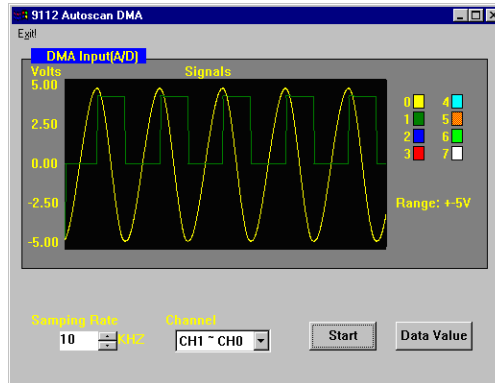 9112 Autoscan DMA
Exit!
DMA Input(A/D)
Volts Signals
5.00
2.50
0.00
-2.50
-5.00
0 4
1 5
2 6
3 7
Range: +-5V
Samping Rate
10 KHZ
Channel
CH1 ~ CH0
Start
Data Value